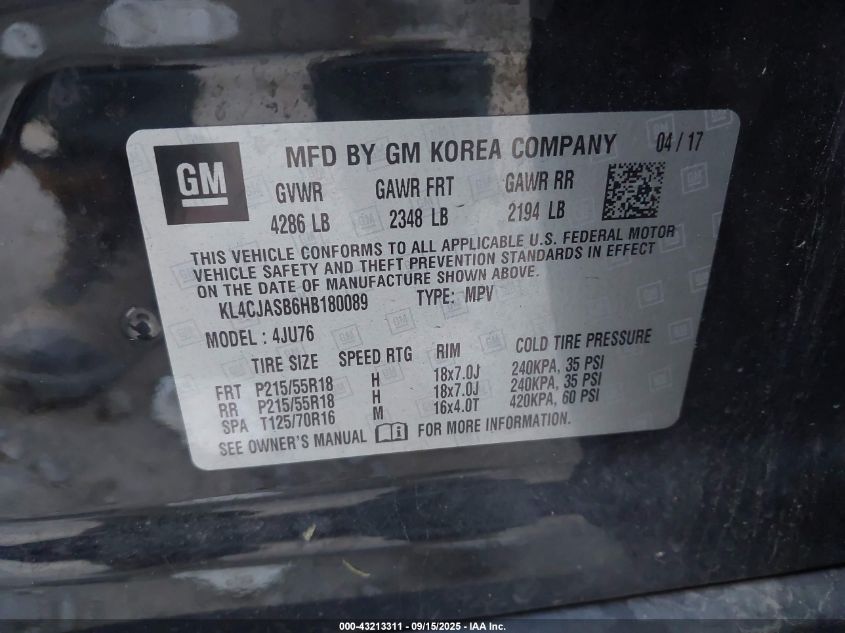 GM
MFD BY GM KOREA COMPANY 04 / 17
GVWR GAWR FRT GAWR RR
4286 LB 2348 LB 2194 LB
THIS VEHICLE CONFORMS TO ALL APPLICABLE U.S. FEDERAL MOTOR
VEHICLE SAFETY AND THEFT PREVENTION STANDARDS IN EFFECT
ON THE DATE OF MANUFACTURE SHOWN ABOVE.
KL4CJASB6HB180089 TYPE: MPV
MODEL : 4JU76
TIRE SIZE SPEED RTG RIM COLD TIRE PRESSURE
FRT P215/55R18 H 18x7.0J 240KPA, 35 PSI
RR P215/55R18 H 18x7.0J 240KPA, 35 PSI
SPA T125/70R16 M 16x4.0T 420KPA, 60 PSI
SEE OWNER'S MANUAL FOR MORE INFORMATION.
000-43213311 - 09/15/2025 - IAA Inc.